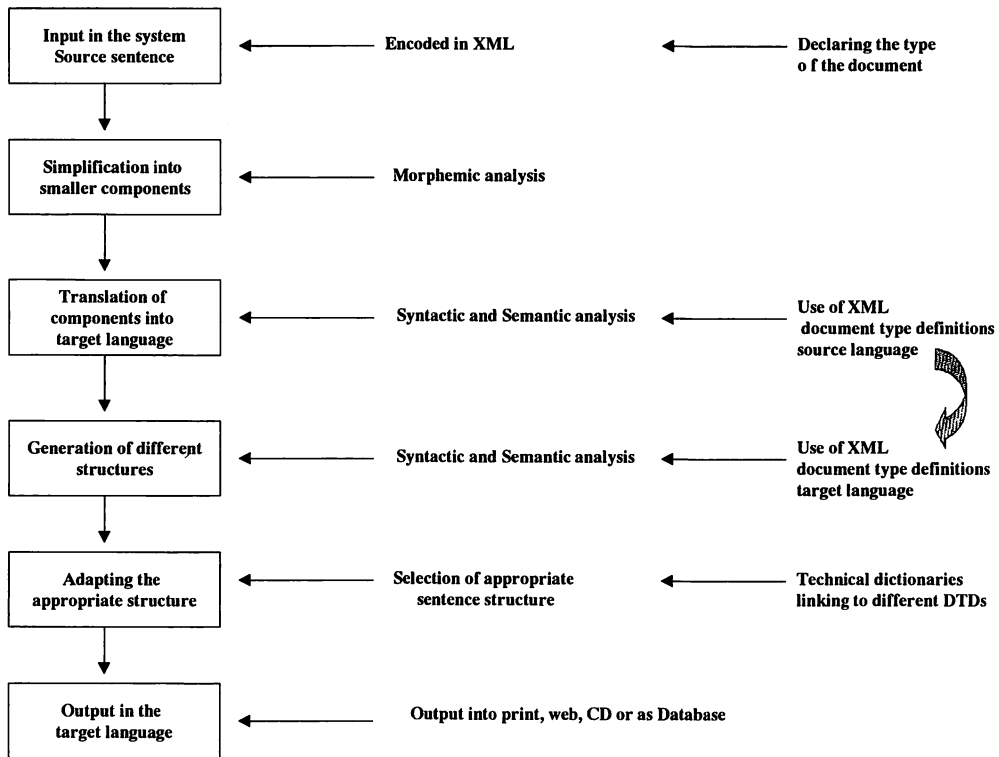 Input in the system
Source sentence
Encoded in XML
Declaring the type
o f the document
Simplification into
smaller components
Morphemic analysis
Translation of
components into
target language
Syntactic and Semantic analysis
Use of XML
document type definitions
source language
Generation of different
structures
Syntactic and Semantic analysis
Use of XML
document type definitions
target language
Adapting the
appropriate structure
Selection of appropriate
sentence structure
Technical dictionaries
linking to different DTDs
Output in the
target language
Output into print, web, CD or as Database